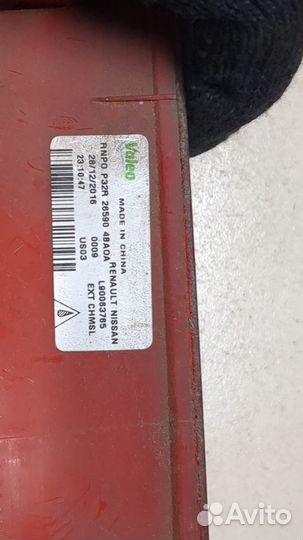 Valeo
MADE IN CHINA
RENAULT NISSAN
RNPO P32R 26590 4BA0A L90063765
28/12/2016 0009 EXT CHMSL
23:10:47 US03
Avito